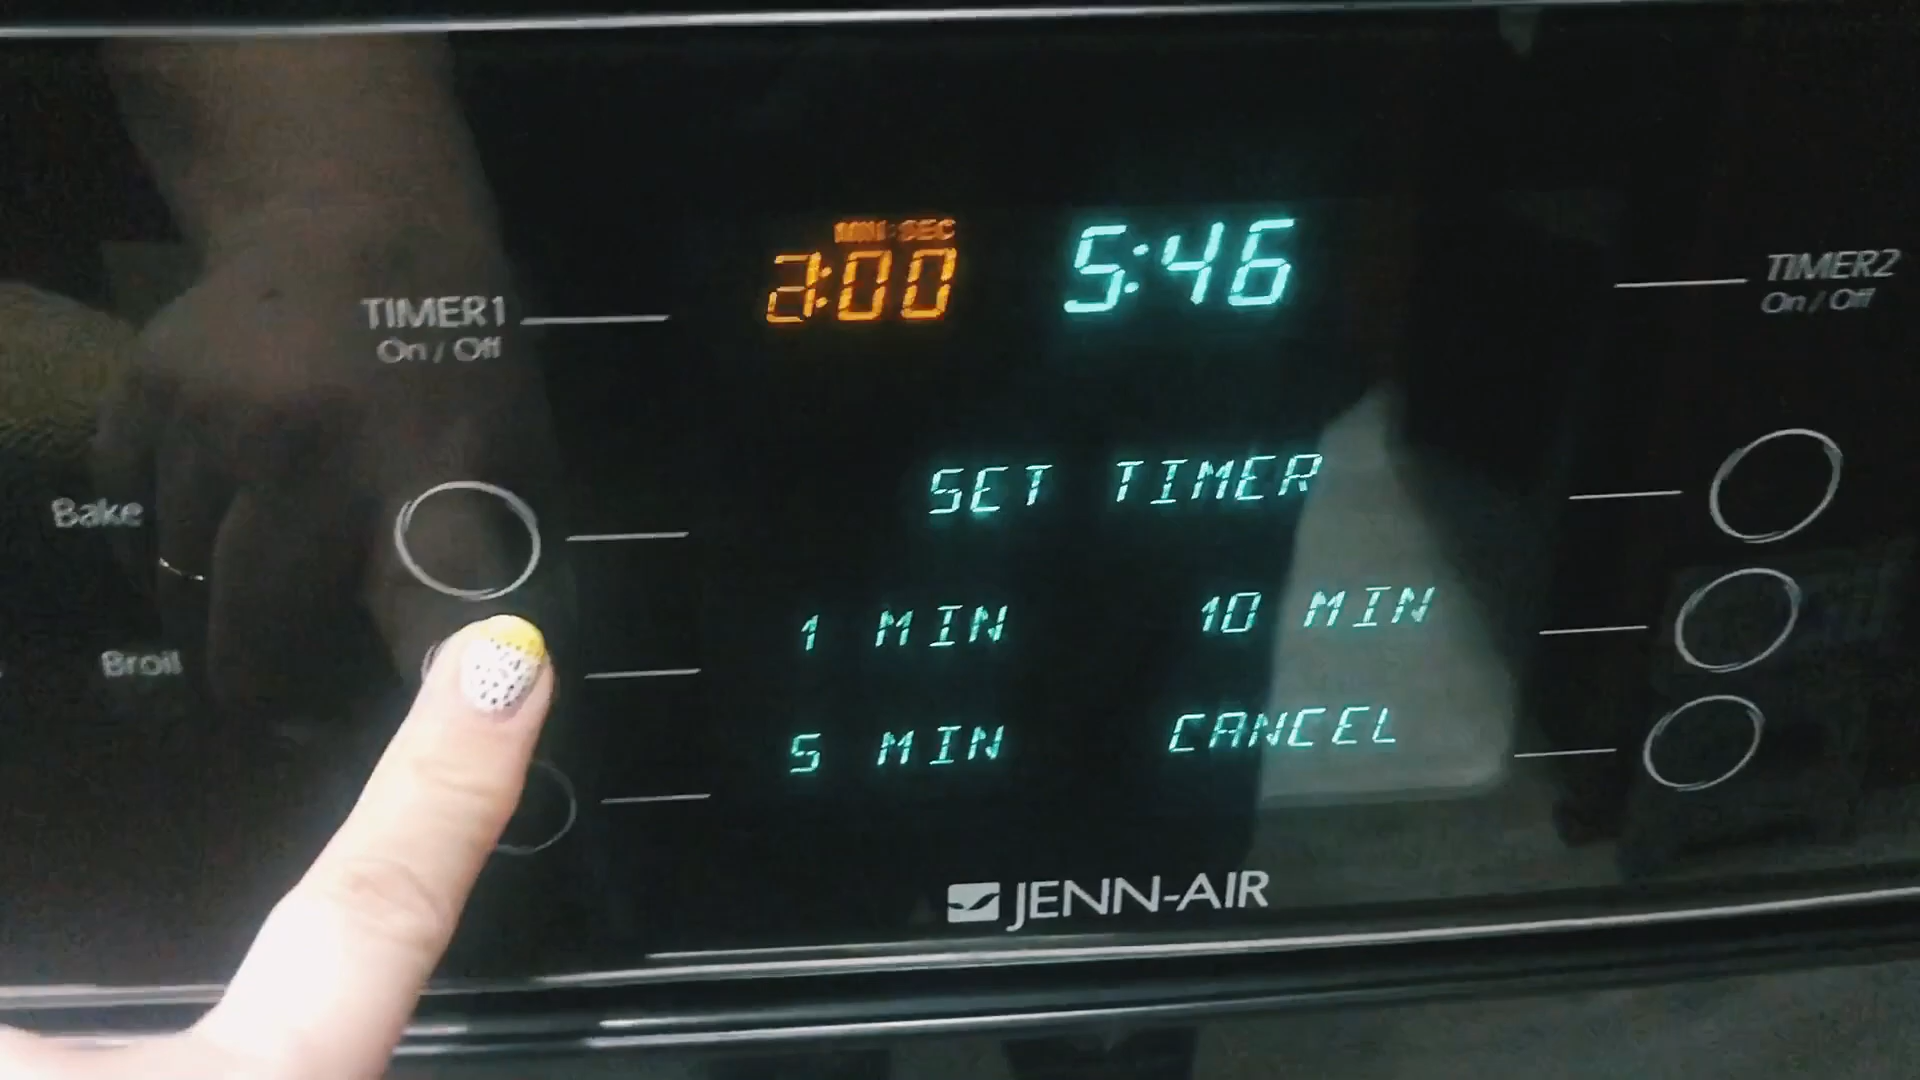 MIN:SEC
2:00 5:46
TIMER1
On / Off
TIMER2
On / Off
SET TIMER
Bake
1 MIN 10 MIN
Broil
5 MIN CANCEL
JENN-AIR